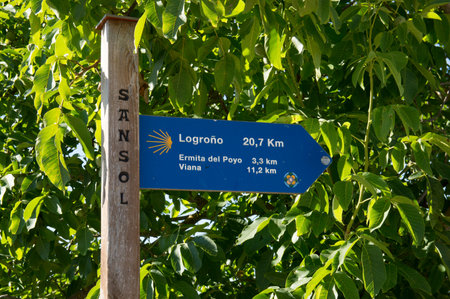 SANSOL
Logroño 20,7 Km
Ermita del Poyo 3,3 km
Viana 11,2 km